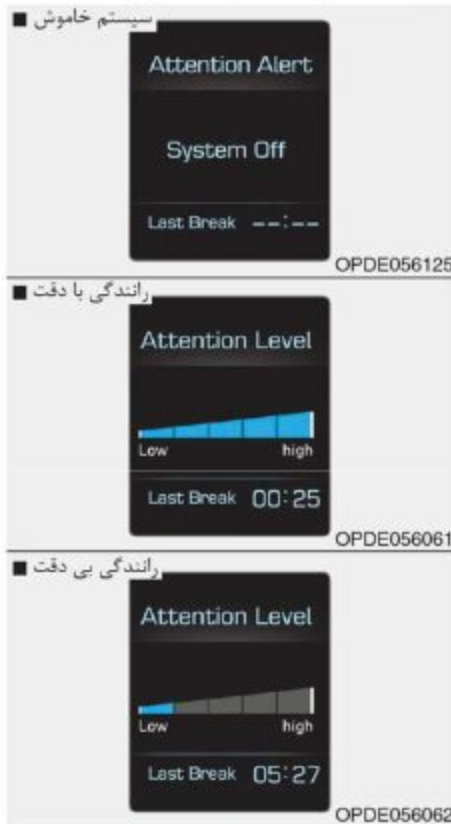 ■ سیستم خاموش
Attention Alert
System Off
Last Break --:--
OPDE056125
■ رانندگی با دقت
Attention Level
Low high
Last Break 00:25
OPDE056061
■ رانندگی بی دقت
Attention Level
Low high
Last Break 05:27
OPDE056062